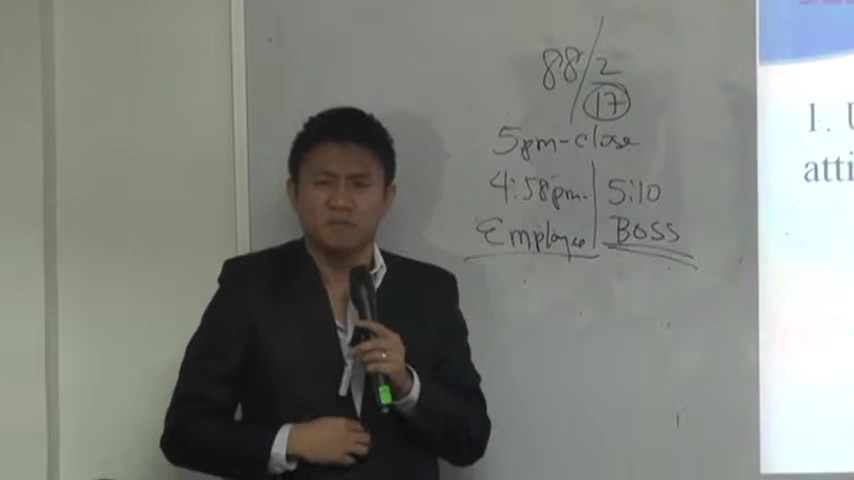 88/2
17
5pm-close
4:58pm- 5:10
Employee BOSS
1.
atti